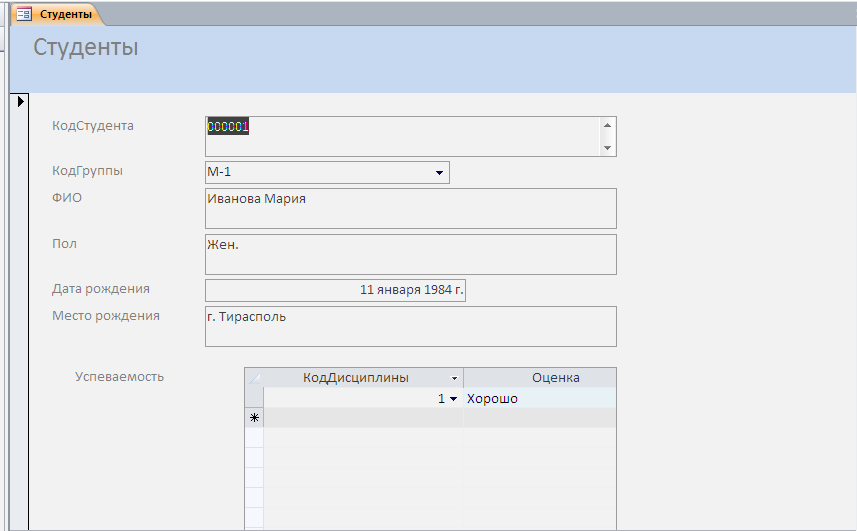 Студенты
Студенты
КодСтудента 000001
КодГруппы М-1
ФИО Иванова Мария
Пол Жен.
Дата рождения 11 января 1984 г.
Место рождения г. Тирасполь
Успеваемость КодДисциплины Оценка
1 Хорошо